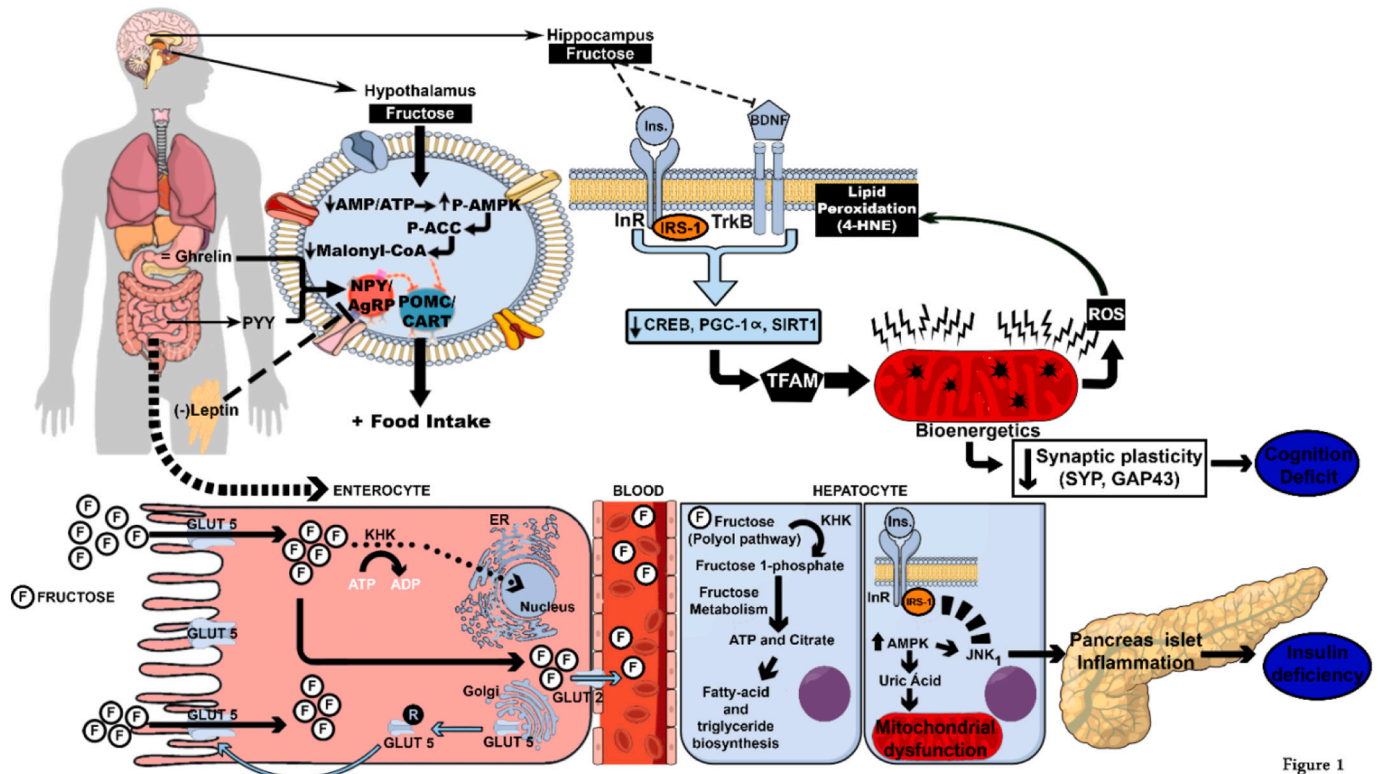 Hippocampus
Fructose
Hypothalamus
Fructose
Ins.
BDNF
↓AMP/ATP → ↑P-AMPK
P-ACC
↓Malonyl-CoA
InR
IRS-1
TrkB
Lipid
Peroxidation
(4-HNE)
= Ghrelin
NPY/
AgRP
POMC/
CART
PYY
(-)Leptin
+ Food Intake
↓ CREB, PGC-1α, SIRT1
TFAM
ROS
Bioenergetics
↓ Synaptic plasticity
(SYP, GAP43)
Cognition
Deficit
ENTEROCYTE
BLOOD
HEPATOCYTE
F
F
F
F
F
F
GLUT 5
F
F
F
F
F
F
KHK
ATP
ADP
ER
Nucleus
F FRUCTOSE
GLUT 5
F
F
F
F
GLUT 2
Golgi
GLUT 5
R
GLUT 5
F
F
F
F
F
GLUT 5
F
F
F
F
F
F
F
F
F
F
F
F Fructose
(Polyol pathway)
KHK
Fructose 1-phosphate
Fructose
Metabolism
ATP and Citrate
Fatty-acid
and
triglyceride
biosynthesis
Ins.
InR
IRS-1
↑ AMPK
JNK1
Uric Ácid
Mitochondrial
dysfunction
Pancreas islet
Inflammation
Insulin
deficiency
Figure 1